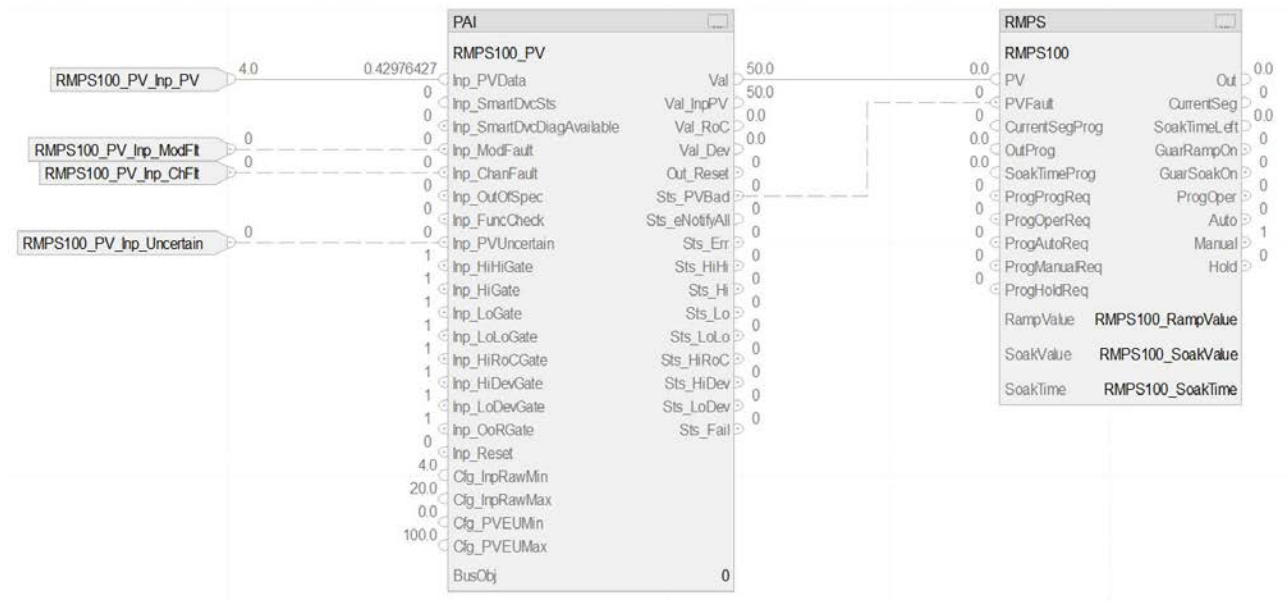 PAI ...
RMPS100_PV
RMPS100_PV_Inp_PV 4.0 0.42976427 Inp_PVData Val 50.0
0 Inp_SmartDvcSts Val_InpPV 50.0
0 Inp_SmartDvcDiagAvailable Val_RoC 0.0
RMPS100_PV_Inp_ModFlt 0 0 Inp_ModFault Val_Dev 0.0
RMPS100_PV_Inp_ChFlt 0 0 Inp_ChanFault Out_Reset 0
0 Inp_OutOfSpec Sts_PVBad 0
0 Inp_FuncCheck Sts_eNotifyAll 0
RMPS100_PV_Inp_Uncertain 0 0 Inp_PVUncertain Sts_Err 0
1 Inp_HiHiGate Sts_HiHi 0
1 Inp_HiGate Sts_Hi 0
1 Inp_LoGate Sts_Lo 0
1 Inp_LoLoGate Sts_LoLo 0
1 Inp_HiRoCGate Sts_HiRoC 0
1 Inp_HiDevGate Sts_HiDev 0
1 Inp_LoDevGate Sts_LoDev 0
1 Inp_OoRGate Sts_Fail 0
0 Inp_Reset
4.0 Cfg_InpRawMin
20.0 Cfg_InpRawMax
0.0 Cfg_PVEUMin
100.0 Cfg_PVEUMax
BusObj 0
RMPS ...
RMPS100
0.0 PV Out 0.0
0 PVFault CurrentSeg 0
0 CurrentSegProg SoakTimeLeft 0.0
0.0 OutProg GuarRampOn 0
0.0 SoakTimeProg GuarSoakOn 0
0 ProgProgReq ProgOper 0
0 ProgOperReq Auto 0
0 ProgAutoReq Manual 1
0 ProgManualReq Hold 0
0 ProgHoldReq
RampValue RMPS100_RampValue
SoakValue RMPS100_SoakValue
SoakTime RMPS100_SoakTime